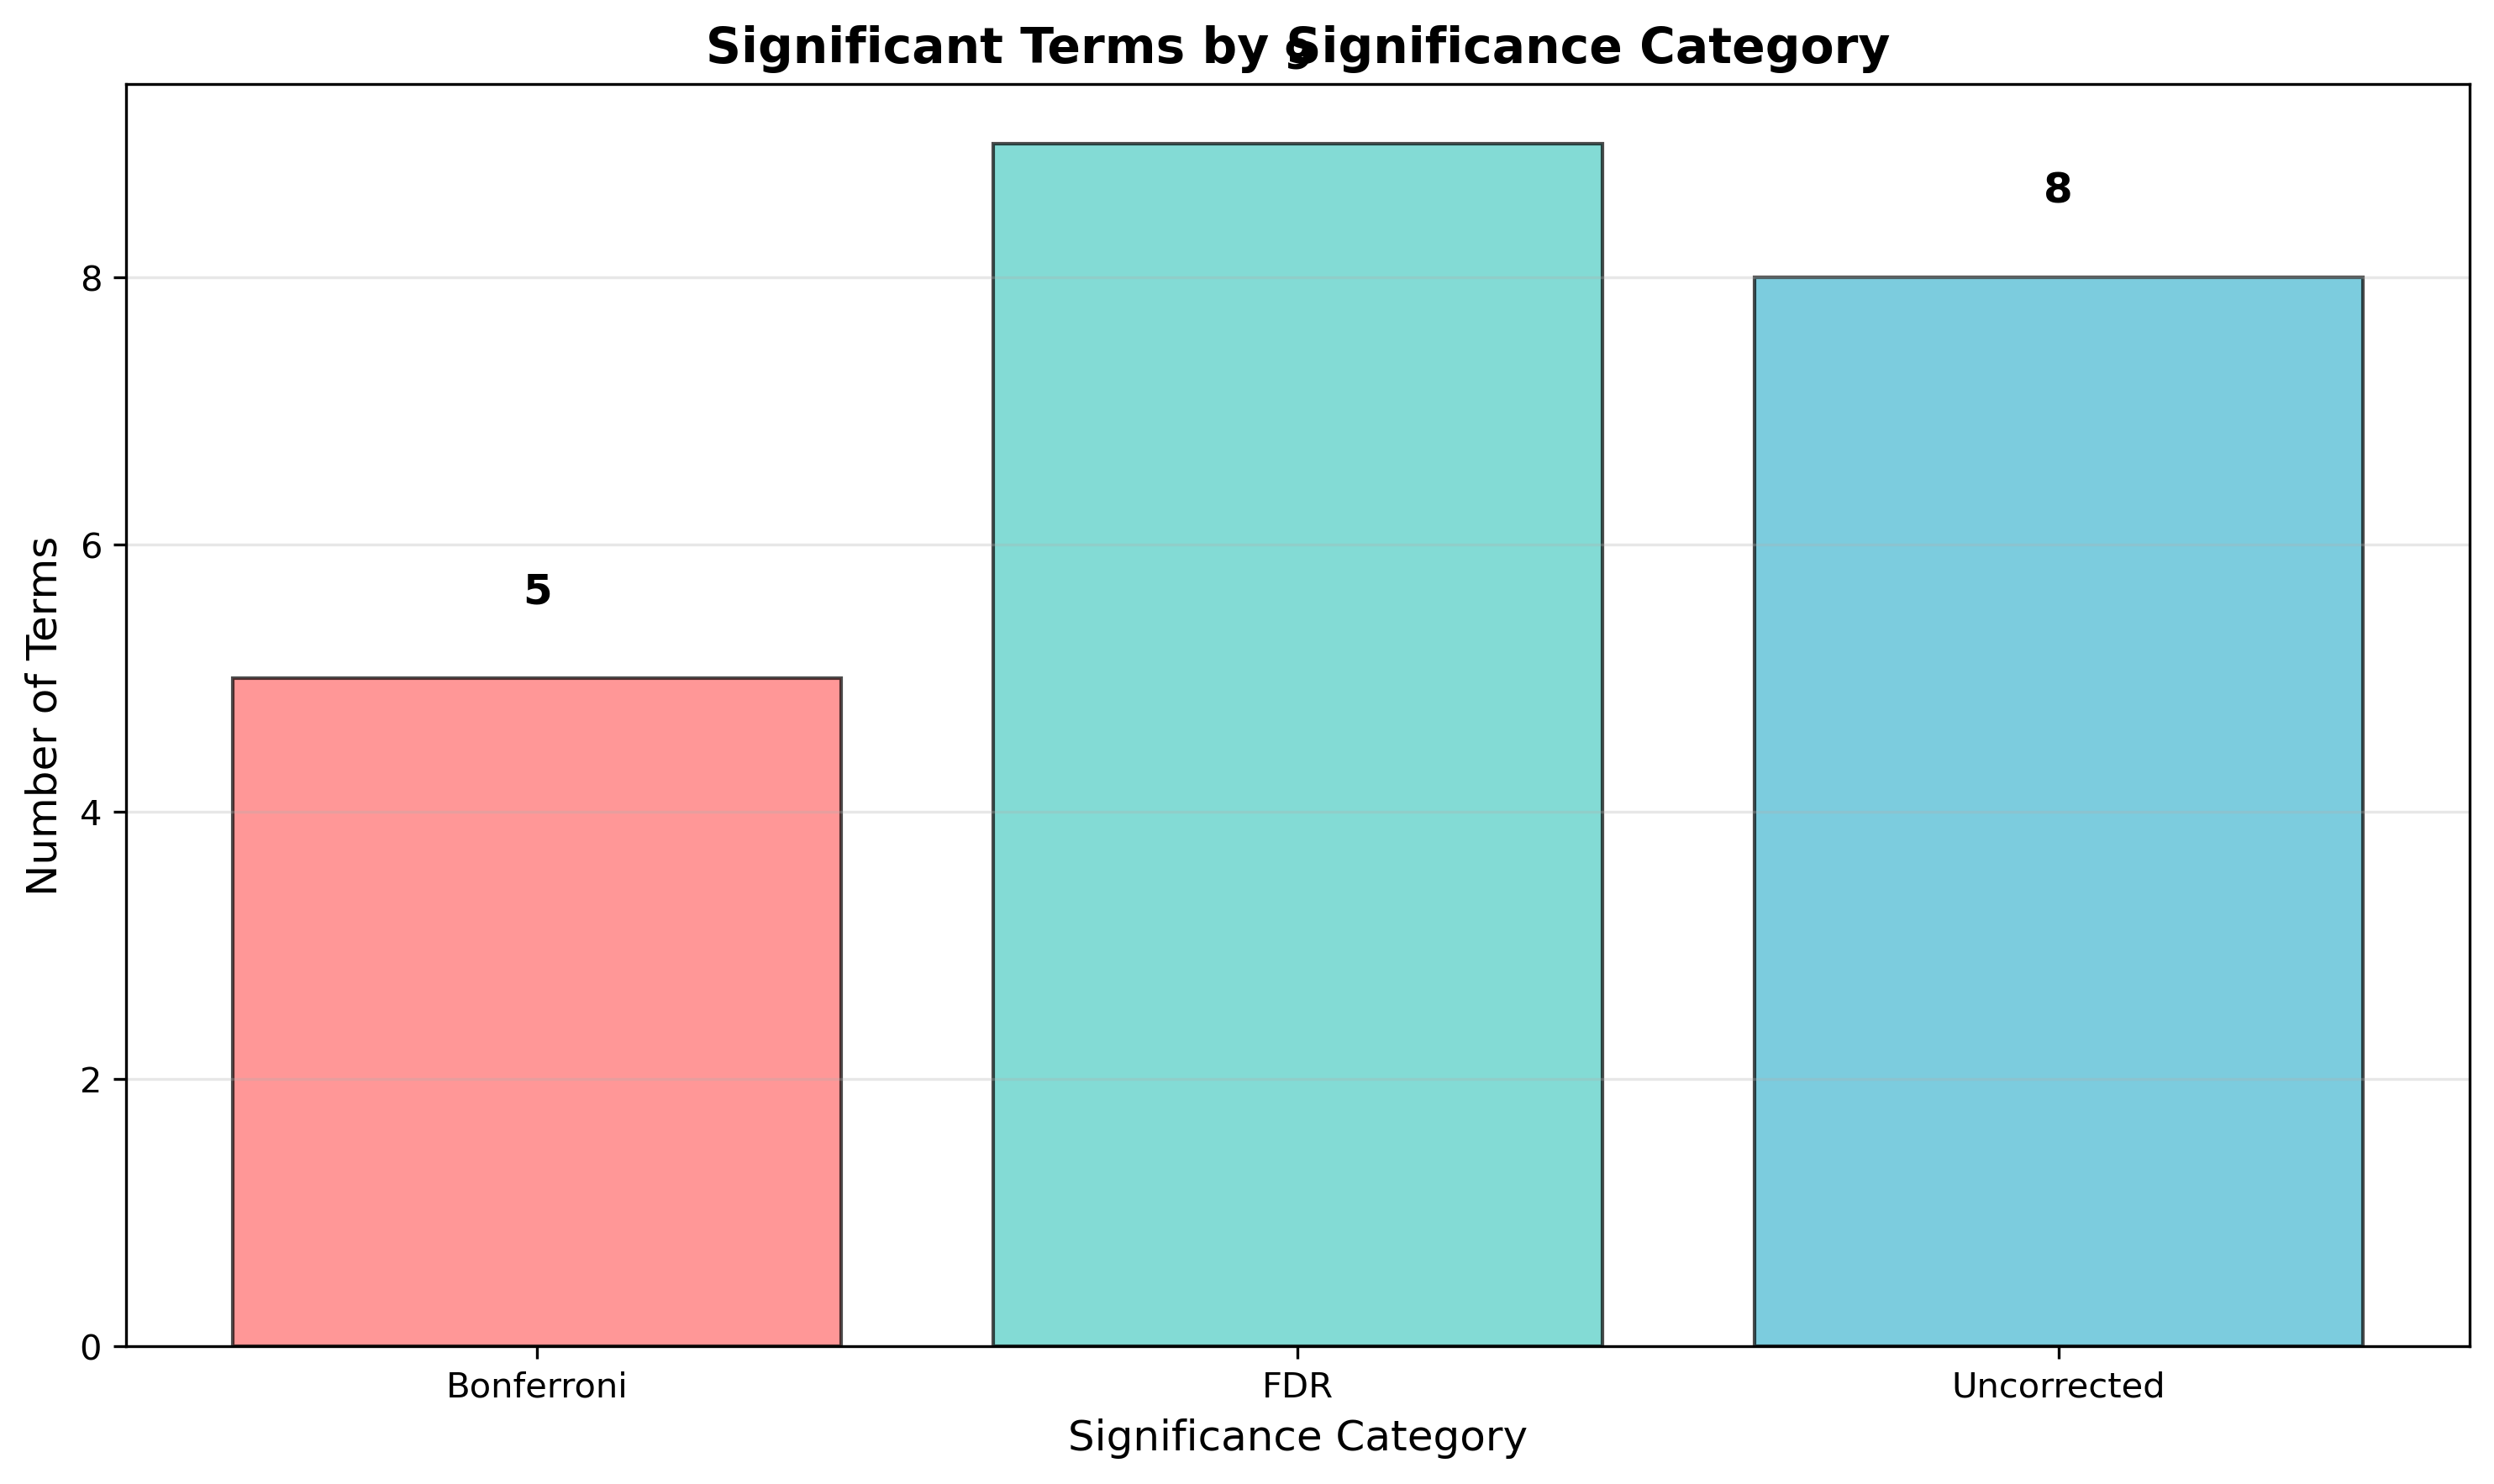 Significant Terms by Significance Category
9
8
8
6
5
4
2
0
Number of Terms
Bonferroni
FDR
Uncorrected
Significance Category